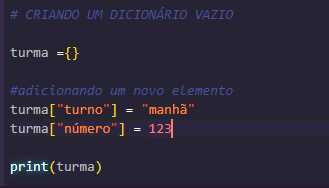 # CRIANDO UM DICIONÁRIO VAZIO
turma ={}
#adicionando um novo elemento
turma["turno"] = "manhã"
turma["número"] = 123
print(turma)